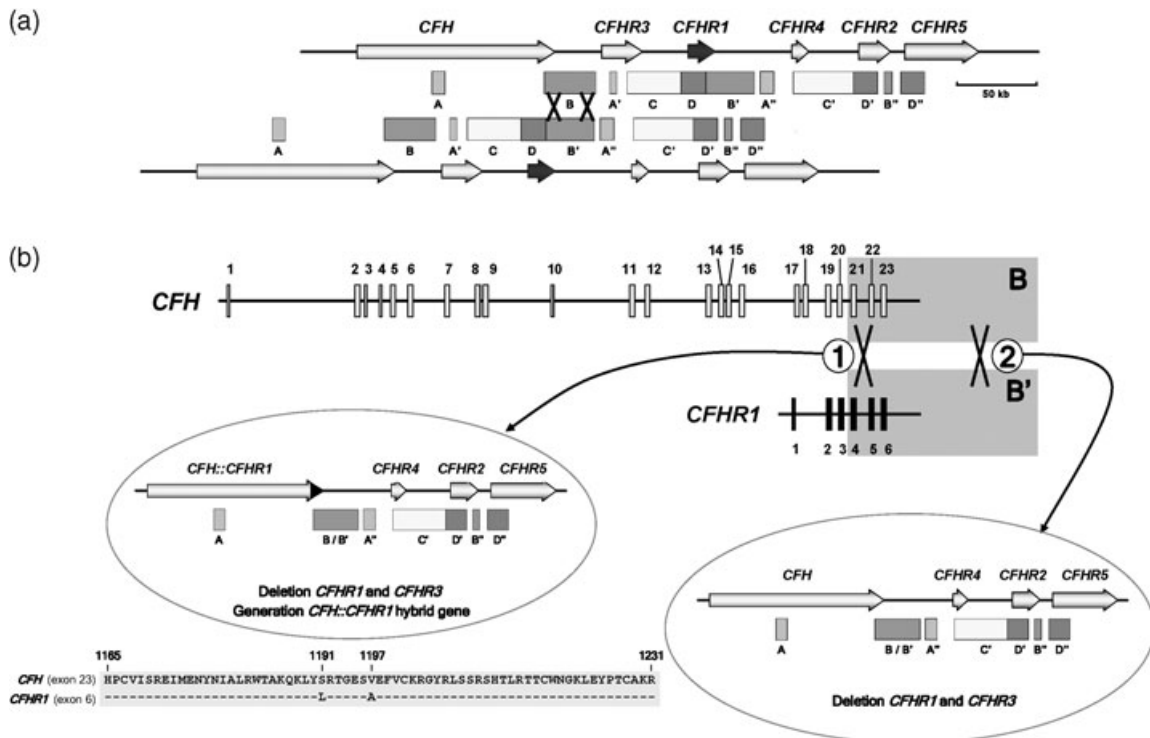 (a)
CFH CFHR3 CFHR1 CFHR4 CFHR2 CFHR5
50 kb
A B A' C D B' A" C' D' B" D"
A B A' C D B' A" C' D' B" D"
(b)
14 15 18 20 22
1 2 3 4 5 6 7 8 9 10 11 12 13 16 17 19 21 23
CFH
B
1 2
B'
CFHR1
1 2 3 4 5 6
CFH::CFHR1 CFHR4 CFHR2 CFHR5
A B / B' A" C' D' B" D"
Deletion CFHR1 and CFHR3
Generation CFH::CFHR1 hybrid gene
CFH CFHR4 CFHR2 CFHR5
A B / B' A" C' D' B" D"
Deletion CFHR1 and CFHR3
1165 1191 1197 1231
CFH (exon 23) HPCVISREIMENYNIALRWTAKQKLYSRTGESVEFVCKRGYRLSSRSHTLRTTCWNGKLEYPTCAKR
CFHR1 (exon 6) --------------------------L-----A----------------------------------